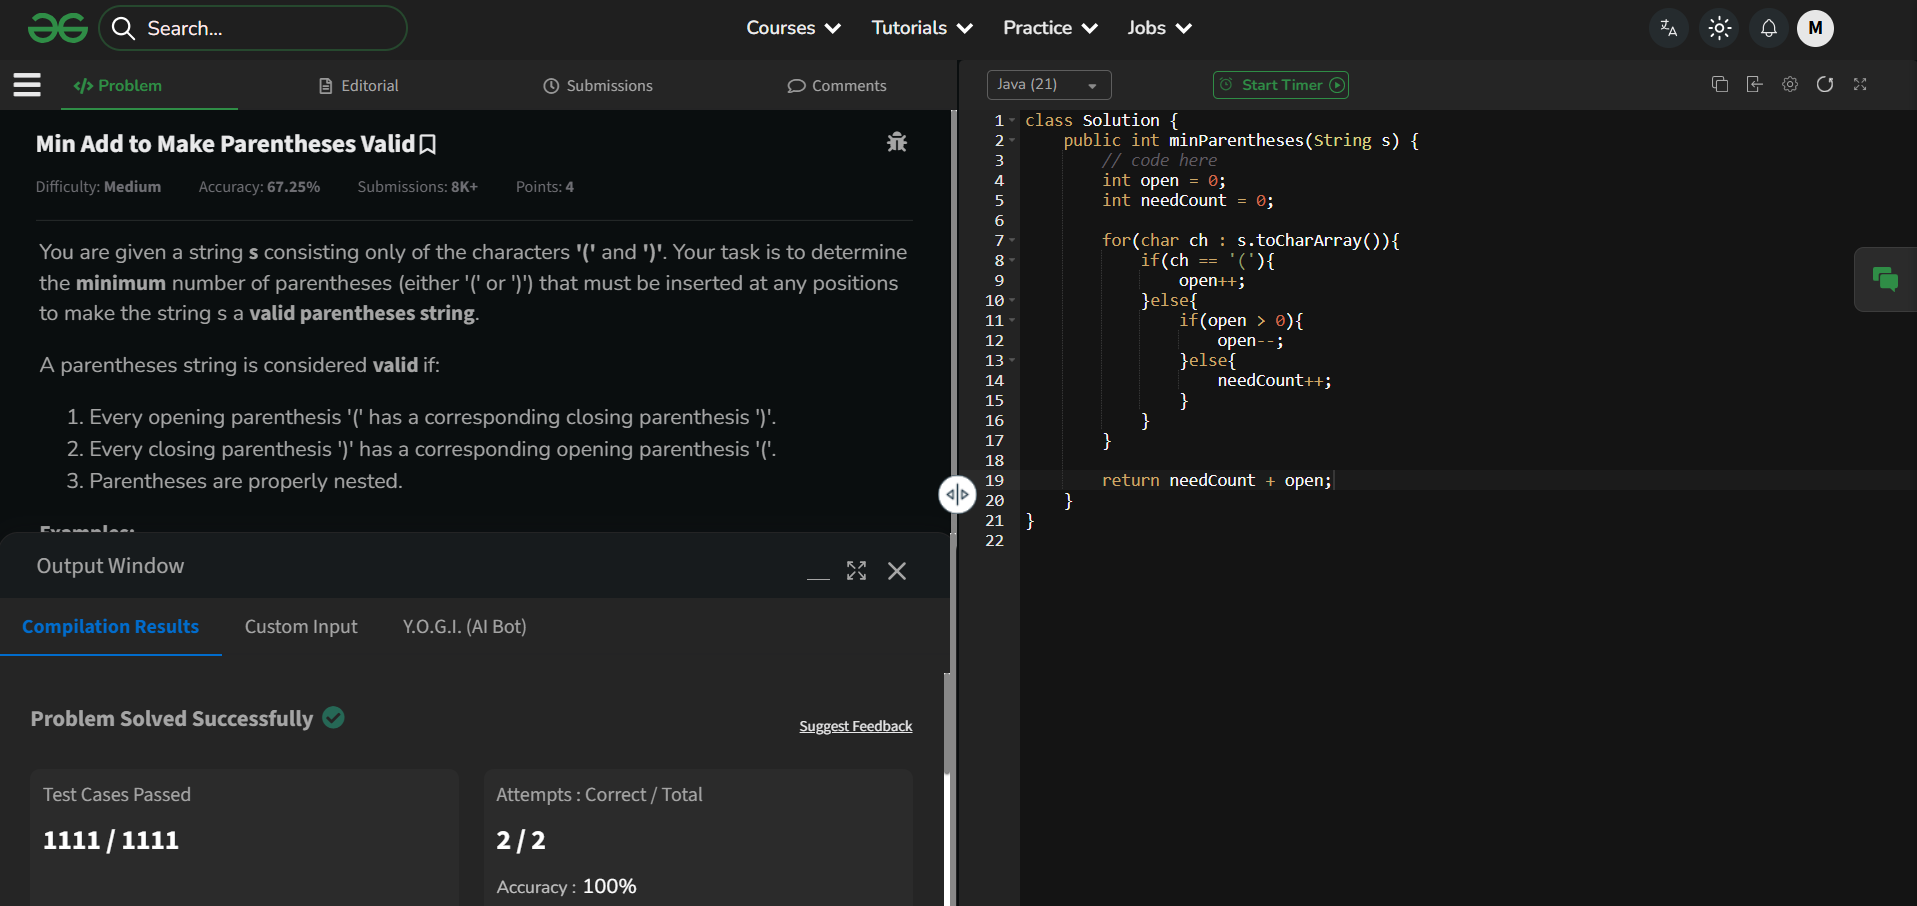 Search...
Courses
Tutorials
Practice
Jobs
M
</> Problem
Editorial
Submissions
Comments
Java (21)
Start Timer
Min Add to Make Parentheses Valid
Difficulty: Medium
Accuracy: 67.25%
Submissions: 8K+
Points: 4
You are given a string s consisting only of the characters '(' and ')'. Your task is to determine
the minimum number of parentheses (either '(' or ')') that must be inserted at any positions
to make the string s a valid parentheses string.
A parentheses string is considered valid if:
1. Every opening parenthesis '(' has a corresponding closing parenthesis ')'.
2. Every closing parenthesis ')' has a corresponding opening parenthesis '('.
3. Parentheses are properly nested.
Examples:
Output Window
Compilation Results
Custom Input
Y.O.G.I. (AI Bot)
Problem Solved Successfully
Suggest Feedback
Test Cases Passed
1111 / 1111
Attempts : Correct / Total
2 / 2
Accuracy : 100%
1 class Solution {
2     public int minParentheses(String s) {
3         // code here
4         int open = 0;
5         int needCount = 0;
6
7         for(char ch : s.toCharArray()){
8             if(ch == '('){
9                 open++;
10             }else{
11                 if(open > 0){
12                     open--;
13                 }else{
14                     needCount++;
15                 }
16             }
17         }
18
19         return needCount + open;
20     }
21 }
22